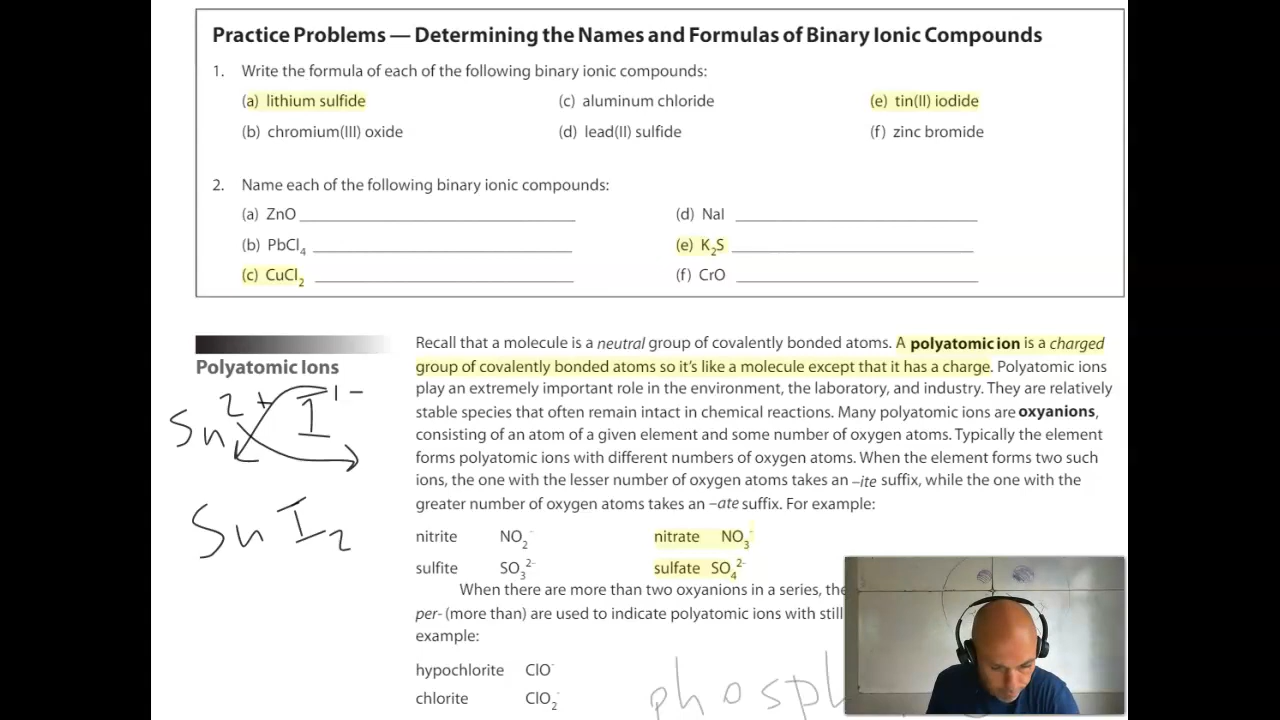 Practice Problems — Determining the Names and Formulas of Binary Ionic Compounds
1. Write the formula of each of the following binary ionic compounds:
(a) lithium sulfide (c) aluminum chloride (e) tin(II) iodide
(b) chromium(III) oxide (d) lead(II) sulfide (f) zinc bromide
2. Name each of the following binary ionic compounds:
(a) ZnO ____ (d) NaI ____
(b) PbCl₄ ____ (e) K₂S ____
(c) CuCl₂ ____ (f) CrO ____
Polyatomic Ions
Sn²⁺ I¹⁻
SnI₂
Recall that a molecule is a neutral group of covalently bonded atoms. A polyatomic ion is a charged
group of covalently bonded atoms so it's like a molecule except that it has a charge. Polyatomic ions
play an extremely important role in the environment, the laboratory, and industry. They are relatively
stable species that often remain intact in chemical reactions. Many polyatomic ions are oxyanions,
consisting of an atom of a given element and some number of oxygen atoms. Typically the element
forms polyatomic ions with different numbers of oxygen atoms. When the element forms two such
ions, the one with the lesser number of oxygen atoms takes an –ite suffix, while the one with the
greater number of oxygen atoms takes an –ate suffix. For example:
nitrite NO₂⁻ nitrate NO₃⁻
sulfite SO₃²⁻ sulfate SO₄²⁻
When there are more than two oxyanions in a series, the
per- (more than) are used to indicate polyatomic ions with still
example:
hypochlorite ClO⁻
chlorite ClO₂⁻
phosph